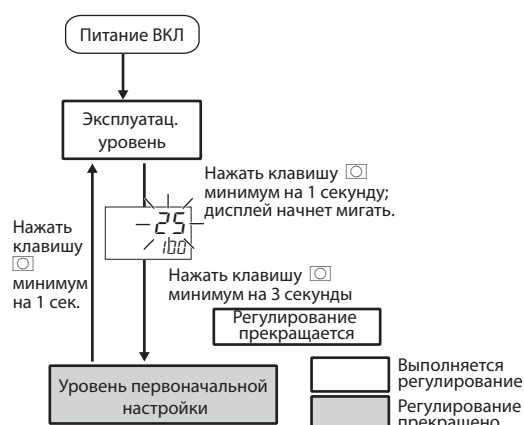 Питание ВКЛ
Эксплуатац.
уровень
Нажать клавишу
минимум на 1 секунду;
дисплей начнет мигать.
25
100
Нажать
клавишу
минимум
на 1 сек.
Нажать клавишу
минимум на 3 секунды
Регулирование
прекращается
Уровень первоначальной
настройки
Выполняется
регулирование
Регулирование
прекращено